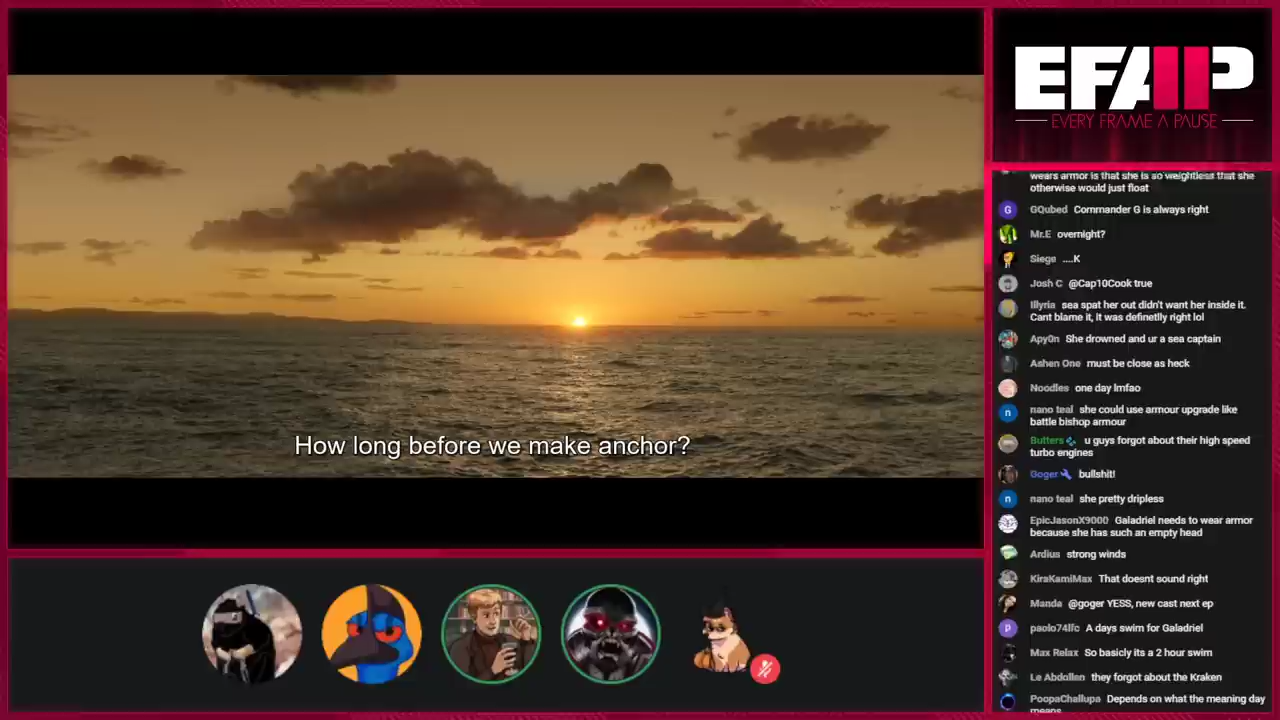 EFAP
EVERY FRAME A PAUSE
How long before we make anchor?
wears armor is that she is so weightless that she
otherwise would just float
G GQubed Commander G is always right
Mr.E overnight?
Siege ....K
Josh C @Cap10Cook true
Illyria sea spat her out didn't want her inside it.
Cant blame it, It was definetlly right lol
Apy0n She drowned and ur a sea captain
Ashen One must be close as heck
Noodles one day lmfao
n nano teal she could use armour upgrade like
battle bishop armour
Butters u guys forgot about their high speed
turbo engines
Goger bullshit!
n nano teal she pretty dripless
EpicJasonX9000 Galadriel needs to wear armor
because she has such an empty head
Ardius strong winds
KiraKamiMax That doesnt sound right
Manda @goger YESS, new cast next ep
P paolo74lfc A days swim for Galadriel
Max Relax So basicly its a 2 hour swim
Le Abdollen they forgot about the Kraken
PoopaChallupa Depends on what the meaning day
means